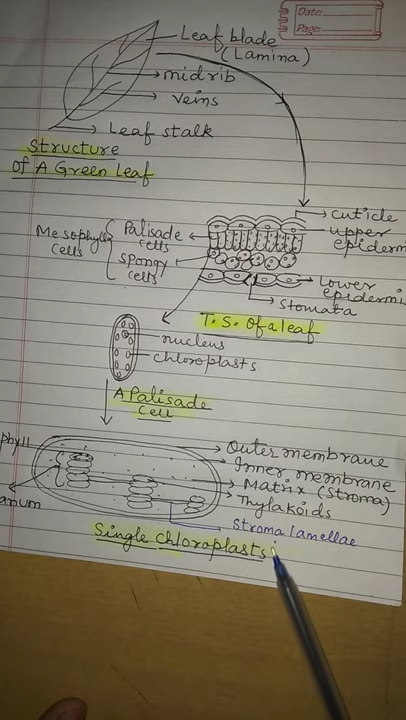 Date:
Page:
Leaf blade
(Lamina)
midrib
veins
Leaf stalk
Structure
Of A Green Leaf
cuticle
upper
epiderm
Mesophyll
cells
Palisade
cells
spongy
cells
Lower
epidermi
Stomata
T. S. Of a leaf
nucleus
chloroplasts
A Palisade
Cell
phyll
Outer membrane
Inner membrane
Matrix (Stroma)
Thylakoids
anum
Stroma lamellae
Single Chloroplasts